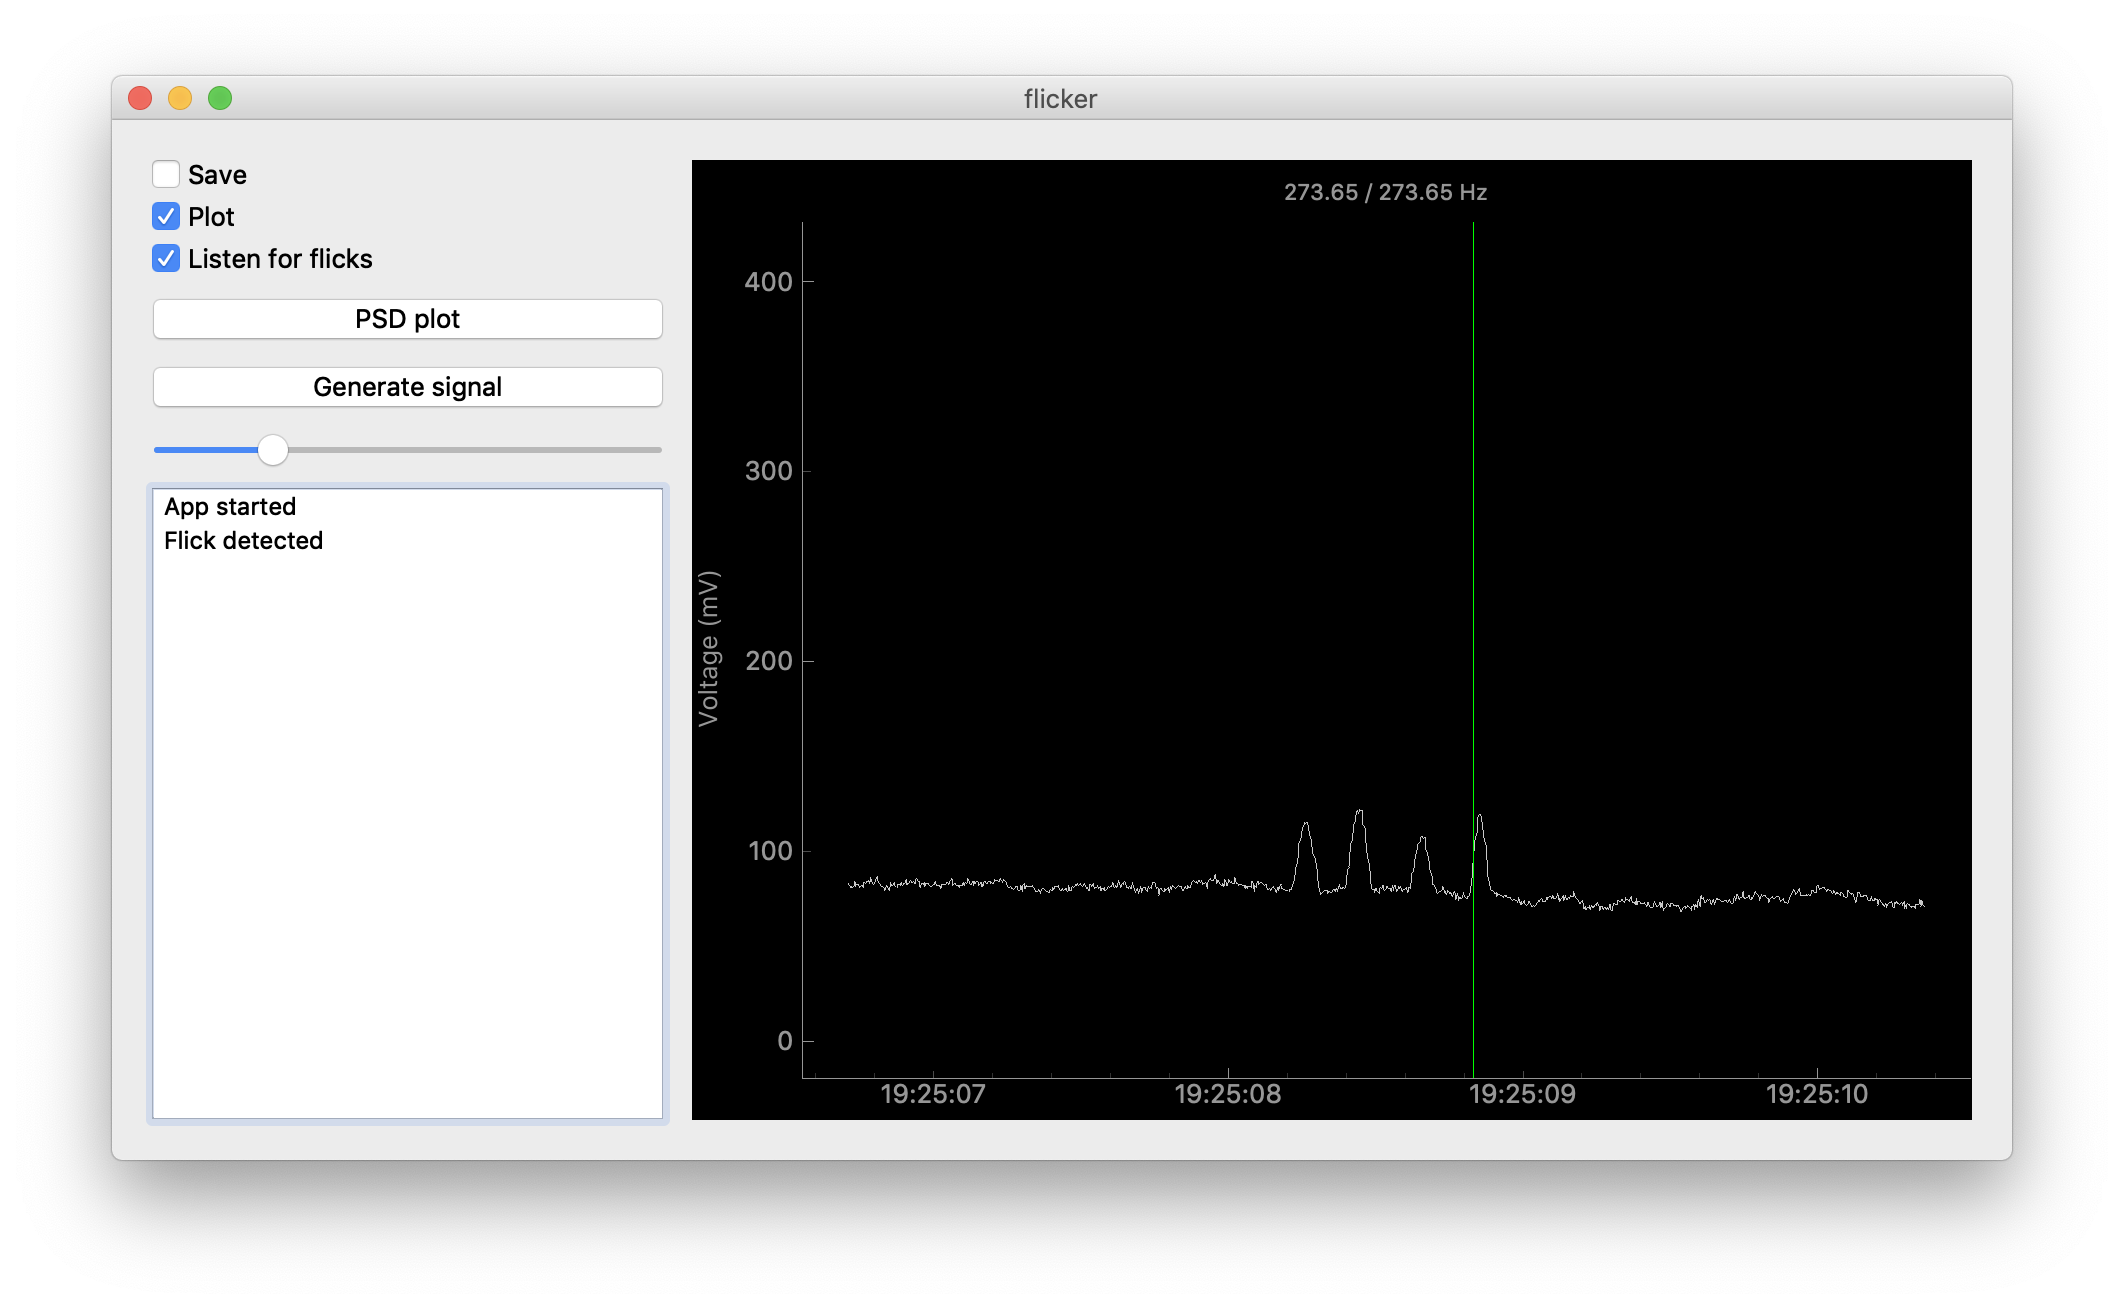 flicker
Save
Plot
Listen for flicks
PSD plot
Generate signal
App started
Flick detected
273.65 / 273.65 Hz
400
300
200
100
0
Voltage (mV)
19:25:07 19:25:08 19:25:09 19:25:10